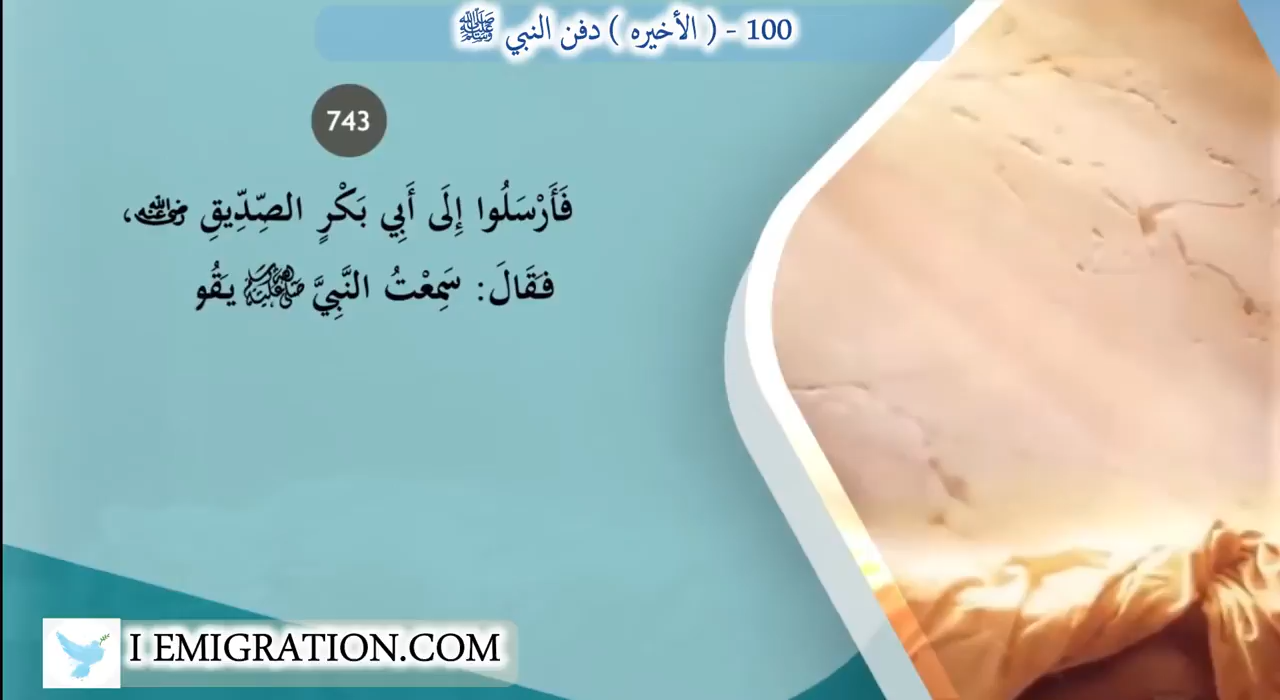 100 - ( الأخيره ) دفن النبي ﷺ
743
فَأَرْسَلُوا إِلَى أَبِي بَكْرٍ الصِّدِّيقِ رضي الله عنه،
فَقَالَ: سَمِعْتُ النَّبِيَّ ﷺ يَقُو
I EMIGRATION.COM